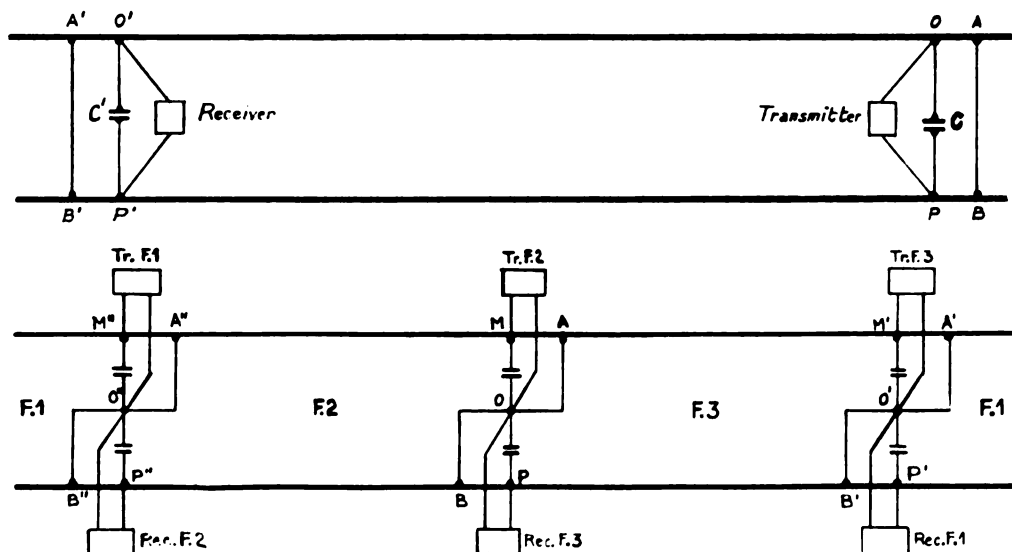 A' O' O A
C' Receiver Transmitter C
B' P' P B
Tr. F.1 Tr.F.2 Tr.F.3
M" A" M A M' A'
F.1 O" F.2 O F.3 O' F.1
B" P" B P B' P'
Rec. F.2 Rec. F.3 Rec. F.1